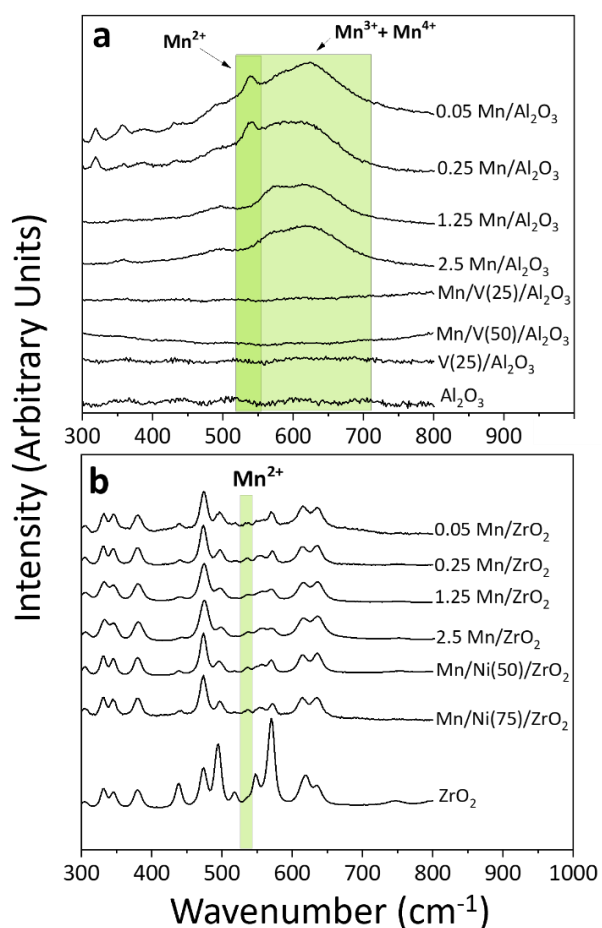 a
Mn²⁺
Mn³⁺+ Mn⁴⁺
0.05 Mn/Al₂O₃
0.25 Mn/Al₂O₃
1.25 Mn/Al₂O₃
2.5 Mn/Al₂O₃
Mn/V(25)/Al₂O₃
Mn/V(50)/Al₂O₃
V(25)/Al₂O₃
Al₂O₃
300 400 500 600 700 800 900
Intensity (Arbitrary Units)
b
Mn²⁺
0.05 Mn/ZrO₂
0.25 Mn/ZrO₂
1.25 Mn/ZrO₂
2.5 Mn/ZrO₂
Mn/Ni(50)/ZrO₂
Mn/Ni(75)/ZrO₂
ZrO₂
300 400 500 600 700 800 900 1000
Wavenumber (cm⁻¹)